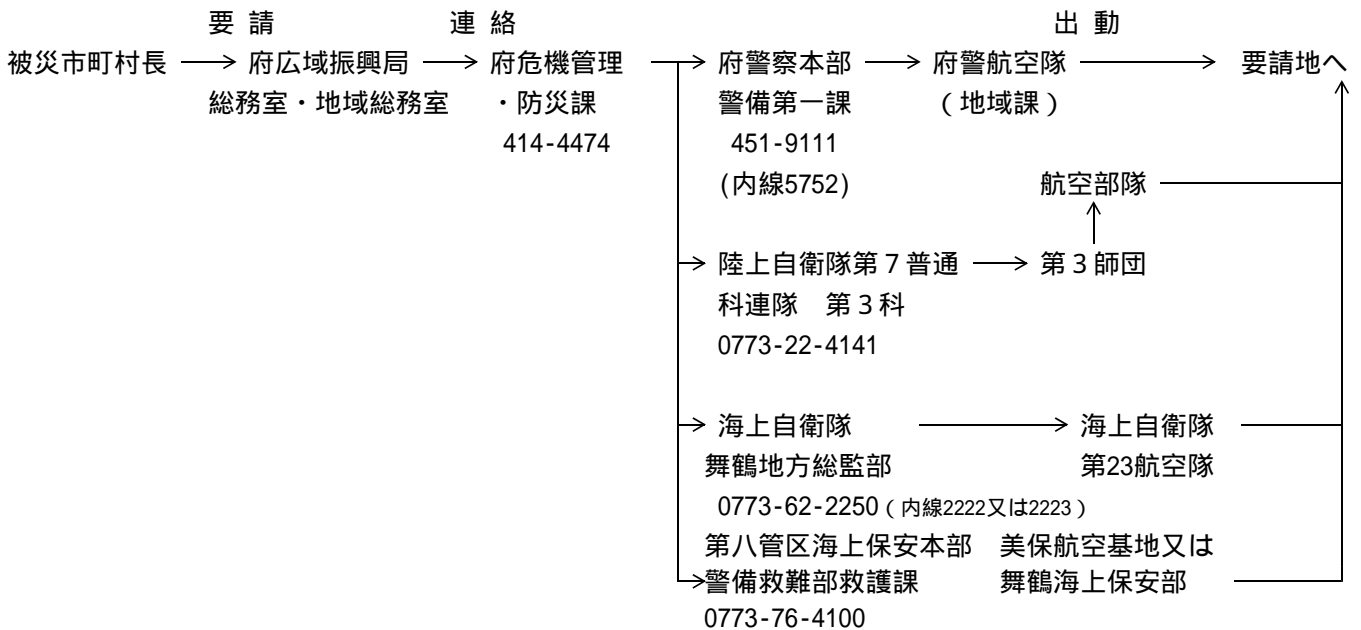 要 請　連 絡　出 動
被災市町村長 → 府広域振興局 → 府危機管理 → 府警察本部 → 府警航空隊 → 要請地へ
総務室・地域総務室　・防災課　警備第一課　（地域課）
414-4474　451-9111
(内線5752)　航空部隊
陸上自衛隊第７普通 → 第３師団
科連隊　第３科
0773-22-4141
海上自衛隊 → 海上自衛隊
舞鶴地方総監部　第23航空隊
0773-62-2250（内線2222又は2223）
第八管区海上保安本部　美保航空基地又は
警備救難部救護課　舞鶴海上保安部
0773-76-4100